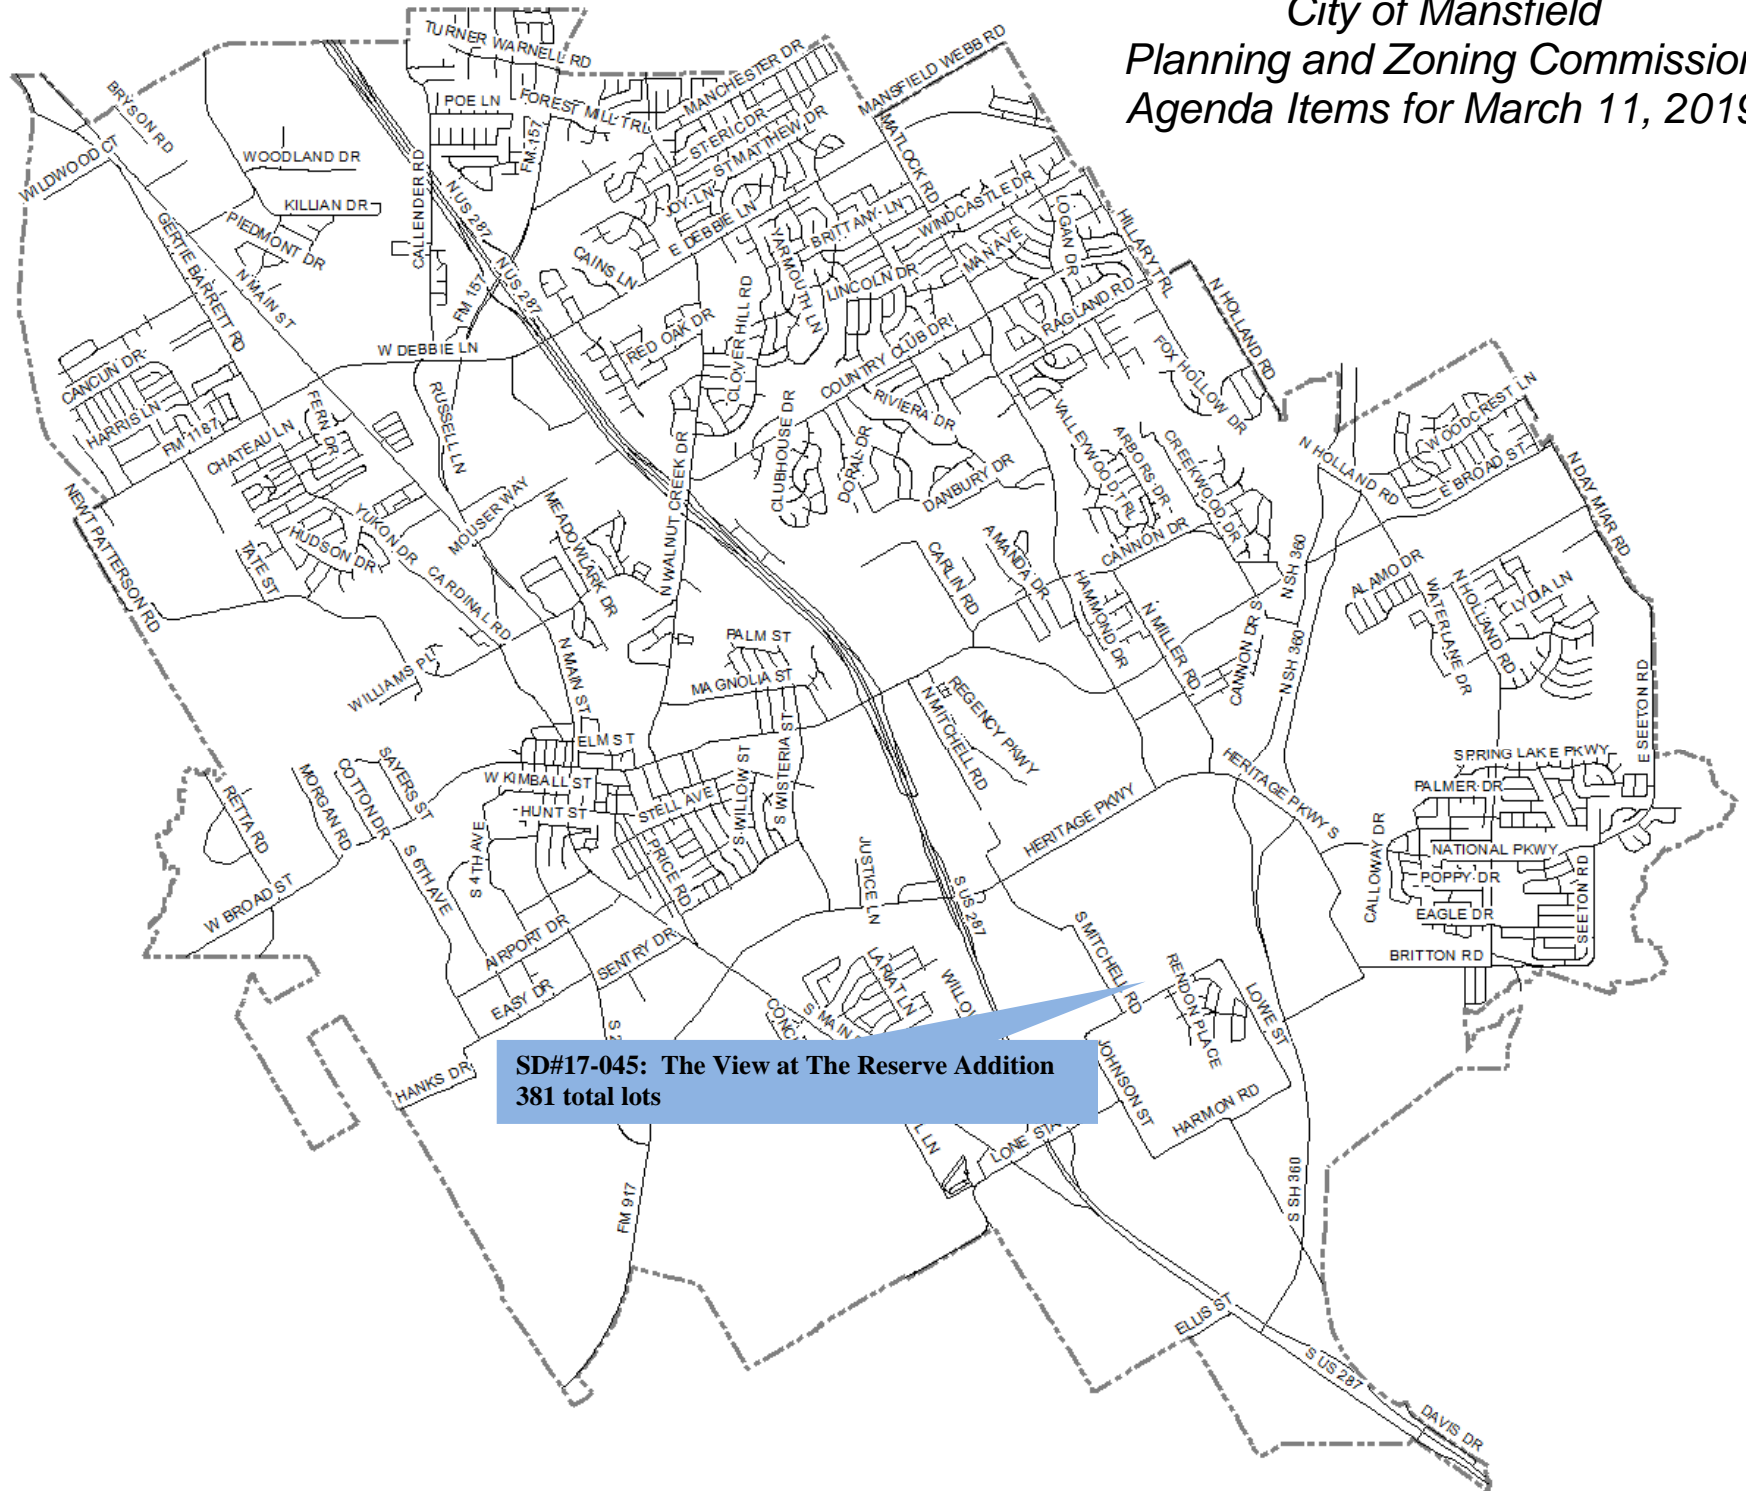 City of Mansfield
Planning and Zoning Commission
Agenda Items for March 11, 2019
TURNER WARNELL RD
BRYSON RD
POE LN
FOREST MILL TRL
MANCHESTER DR
MANSFIELD WEBB RD
WILDWOOD CT
WOODLAND DR
FM 157
ST ERIC DR
ST MATTHEW DR
MATLOCK RD
CALLENDER RD
N US 287
KILLIAN DR
PIEDMONT DR
GERTIE BARRETT RD
N MAIN ST
JOY LN
E DEBBIE LN
BRITTANY LN
WINDCASTLE DR
LOGAN DR
HILLARY TRL
N US 287
FM 157
CAINS LN
YARMOUTH LN
LINCOLN DR
MAN AVE
RAGLAND RD
N HOLLAND RD
W DEBBIE LN
RED OAK DR
CLOVER HILL RD
COUNTRY CLUB DR
FOX HOLLOW DR
CANCUN DR
HARRIS LN
FM 1187
CHATEAU LN
FERN DR
RUSSELL LN
RIVIERA DR
CLUBHOUSE DR
DORAL DR
DANBURY DR
VALLEYWOOD TRL
ARBORS DR
CREEKWOOD DR
N HOLLAND RD
WOODCREST LN
E BROAD ST
N DAY MIAR RD
NEWT PATTERSON RD
TATE ST
HUDSON DR
YUKON DR
MOUSER WAY
MEADOWLARK DR
N WALNUT CREEK DR
CARDINAL RD
CARLIN RD
AMANDA DR
CANNON DR
HAMMOND DR
N MILLER RD
CANNON DR S
N SH 360
N SH 360
ALAMO DR
WATERLANE DR
N HOLLAND RD
LYDIA LN
E SEETON RD
WILLIAMS PL
N MAIN ST
PALM ST
MAGNOLIA ST
N MITCHELL RD
REGENCY PKWY
ELM ST
W KIMBALL ST
HUNT ST
STELL AVE
S WILLOW ST
S WISTERIA ST
SAYERS ST
COTTON DR
MORGAN RD
RETTA RD
W BROAD ST
S 6TH AVE
S 4TH AVE
PRICE RD
JUSTICE LN
HERITAGE PKWY
HERITAGE PKWY S
SPRING LAKE PKWY
PALMER DR
NATIONAL PKWY
POPPY DR
EAGLE DR
CALLOWAY DR
SEETON RD
BRITTON RD
S US 287
AIRPORT DR
SENTRY DR
EASY DR
LARIAT LN
S MAIN
S MITCHELL RD
RENDON PLACE
LOWE ST
SD#17-045: The View at The Reserve Addition
381 total lots
HANKS DR
JOHNSON ST
HARMON RD
LONE STA
L LN
FM 917
S SH 360
ELLIS ST
S US 287
DAVIS DR